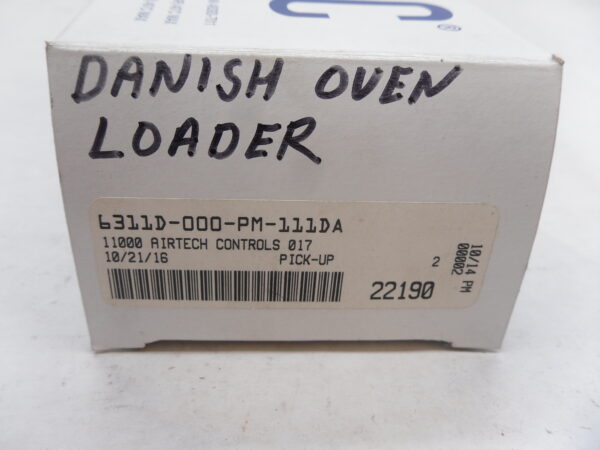 C®
DANISH OVEN
LOADER
6311D-000-PM-111DA
11000 AIRTECH CONTROLS 017
10/21/16 PICK-UP 2
22190
10/14 PM
00002